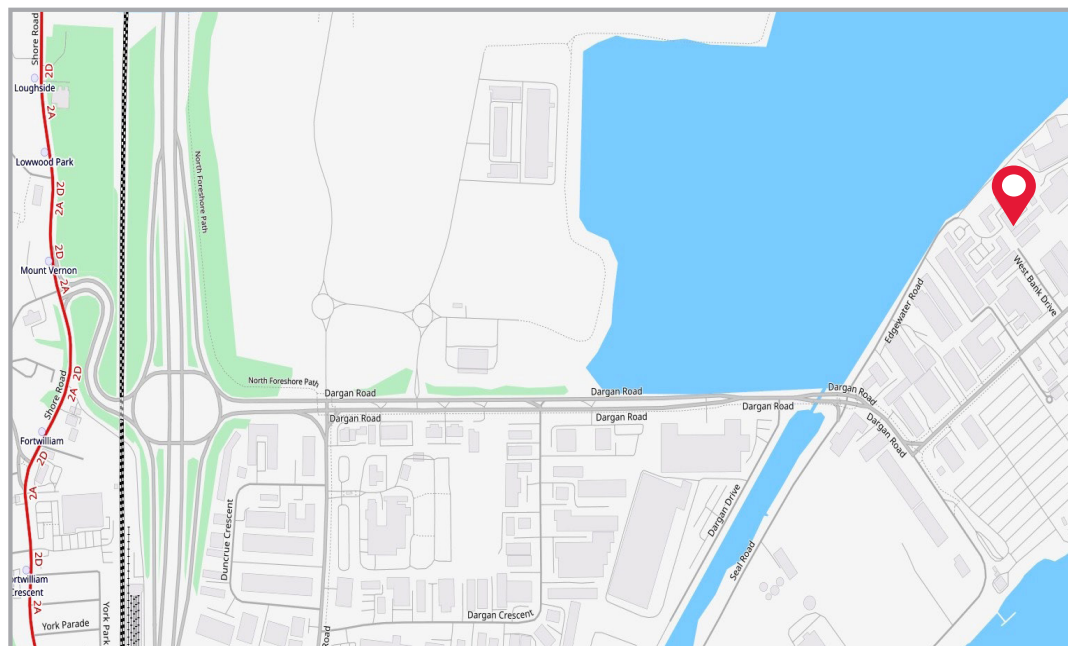 Shore Road
2D
Loughside
2A
Lowwood Park
2D
2A
North Foreshore Path
2D
Mount Vernon
2A
West Bank Drive
Edgewater Road
2D
Shore Road
2A
North Foreshore Path
Dargan Road
Dargan Road
Dargan Road
Dargan Road
Dargan Road
Dargan Road
Dargan Road
Fortwilliam
2D
2A
Duncrue Crescent
Dargan Drive
Seal Road
2D
ortwilliam
Crescent
2A
York Parade
York Park
Road
Dargan Crescent